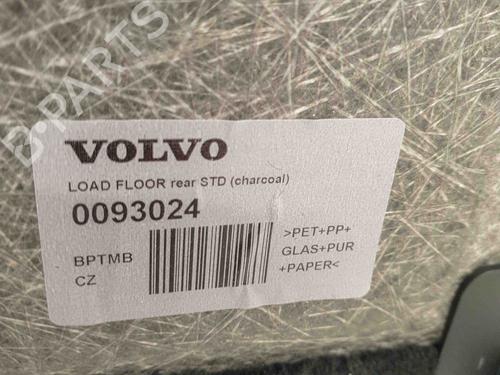 B-PARTS
VOLVO
LOAD FLOOR rear STD (charcoal)
0093024
>PET+PP+
BPTMB
GLAS+PUR
CZ
+PAPER<